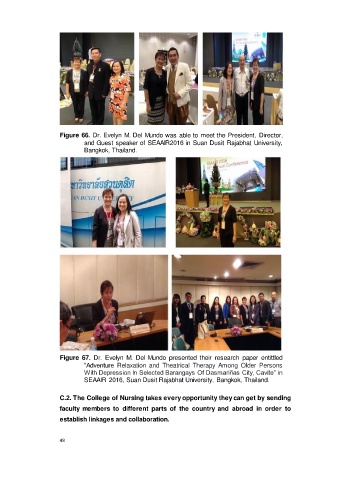 Figure 66. Dr. Evelyn M. Del Mundo was able to meet the President, Director,
and Guest speaker of SEAAIR2016 in Suan Dusit Rajabhat University,
Bangkok, Thailand.
Figure 67. Dr. Evelyn M. Del Mundo presented their research paper entitled
"Adventure Relaxation and Theatrical Therapy Among Older Persons
With Depression In Selected Barangays Of Dasmariñas City, Cavite" in
SEAAIR 2016, Suan Dusit Rajabhat University, Bangkok, Thailand.
C.2. The College of Nursing takes every opportunity they can get by sending
faculty members to different parts of the country and abroad in order to
establish linkages and collaboration.
48